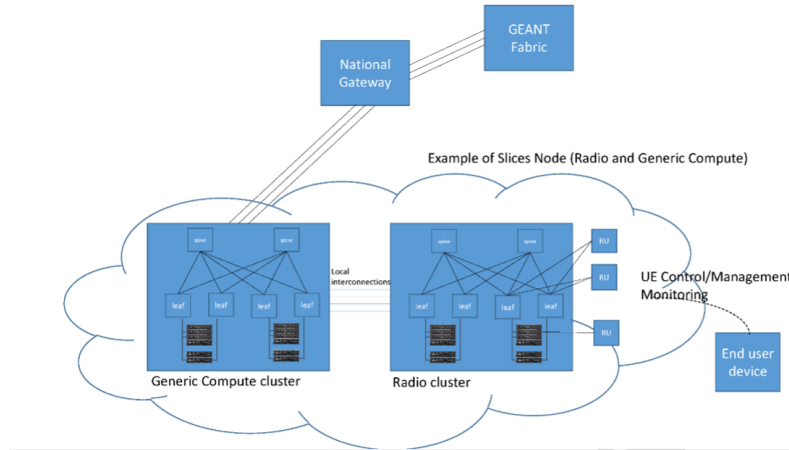 GEANT
Fabric
National
Gateway
Example of Slices Node (Radio and Generic Compute)
spine
spine
spine
spine
RU
Local
interconnections
RU
UE Control/Management
Monitoring
leaf
leaf
leaf
leaf
leaf
leaf
leaf
leaf
RU
End user
device
Generic Compute cluster
Radio cluster